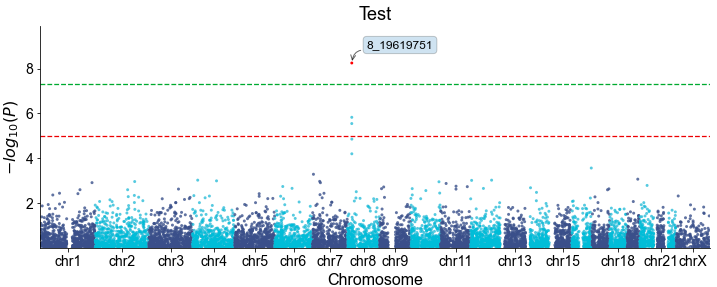 Test
8_19619751
8
6
4
2
−log₁₀(P)
chr1 chr2 chr3 chr4 chr5 chr6 chr7 chr8 chr9 chr11 chr13 chr15 chr18 chr21 chrX
Chromosome